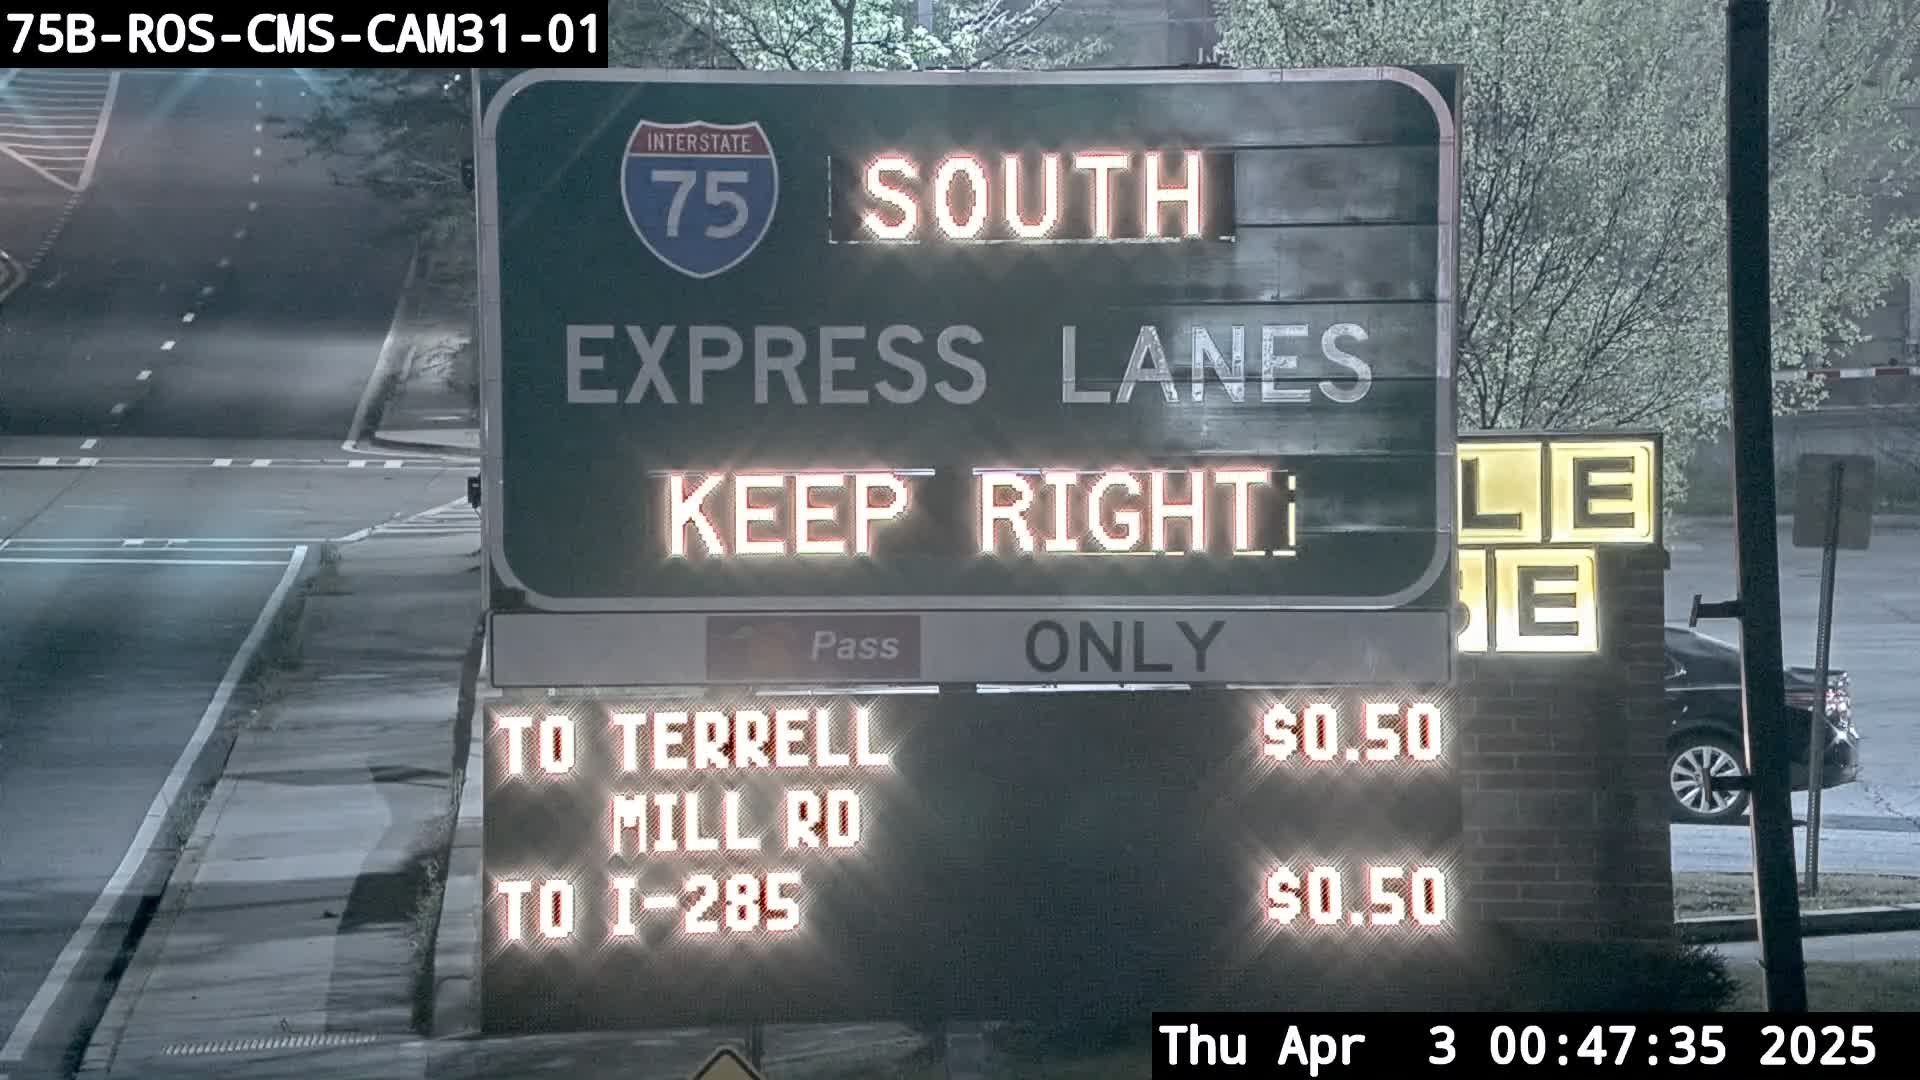 75B-ROS-CMS-CAM31-01
INTERSTATE
75
SOUTH
EXPRESS LANES
KEEP RIGHT
Pass ONLY
TO TERRELL $0.50
MILL RD
TO I-285 $0.50
LE
E
Thu Apr 3 00:47:35 2025